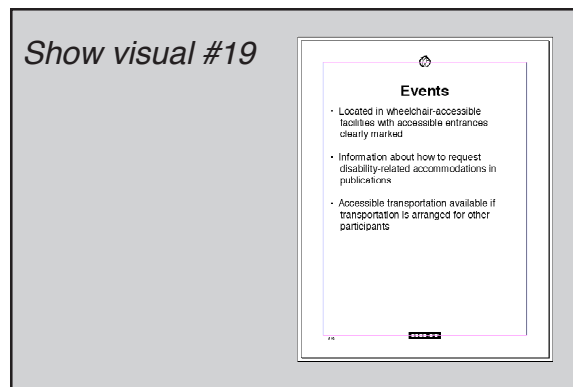 Show visual #19
Events
• Located in wheelchair-accessible
facilities with accessible entrances
clearly marked
• Information about how to request
disability-related accommodations in
publications
• Accessible transportation available if
transportation is arranged for other
participants